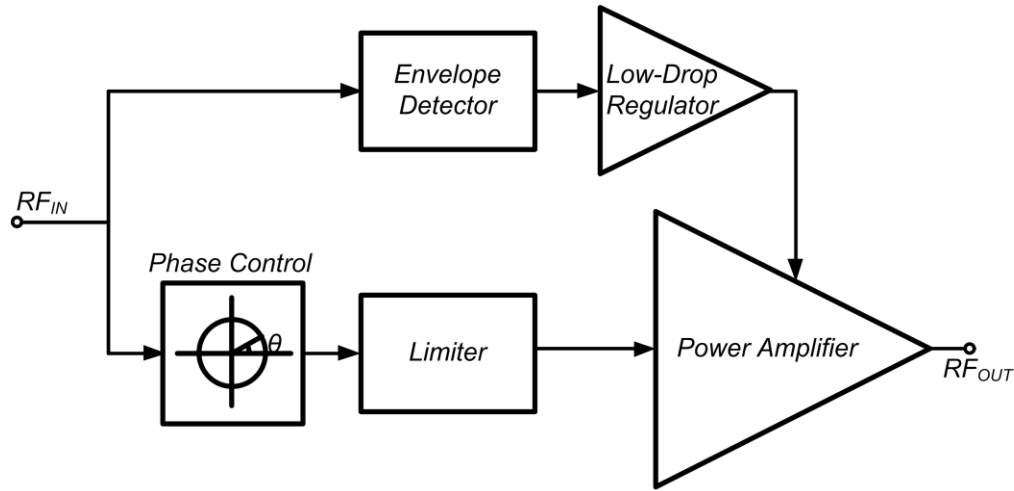 Envelope
Detector
Low-Drop
Regulator
RF_IN
Phase Control
θ
Limiter
Power Amplifier
RF_OUT